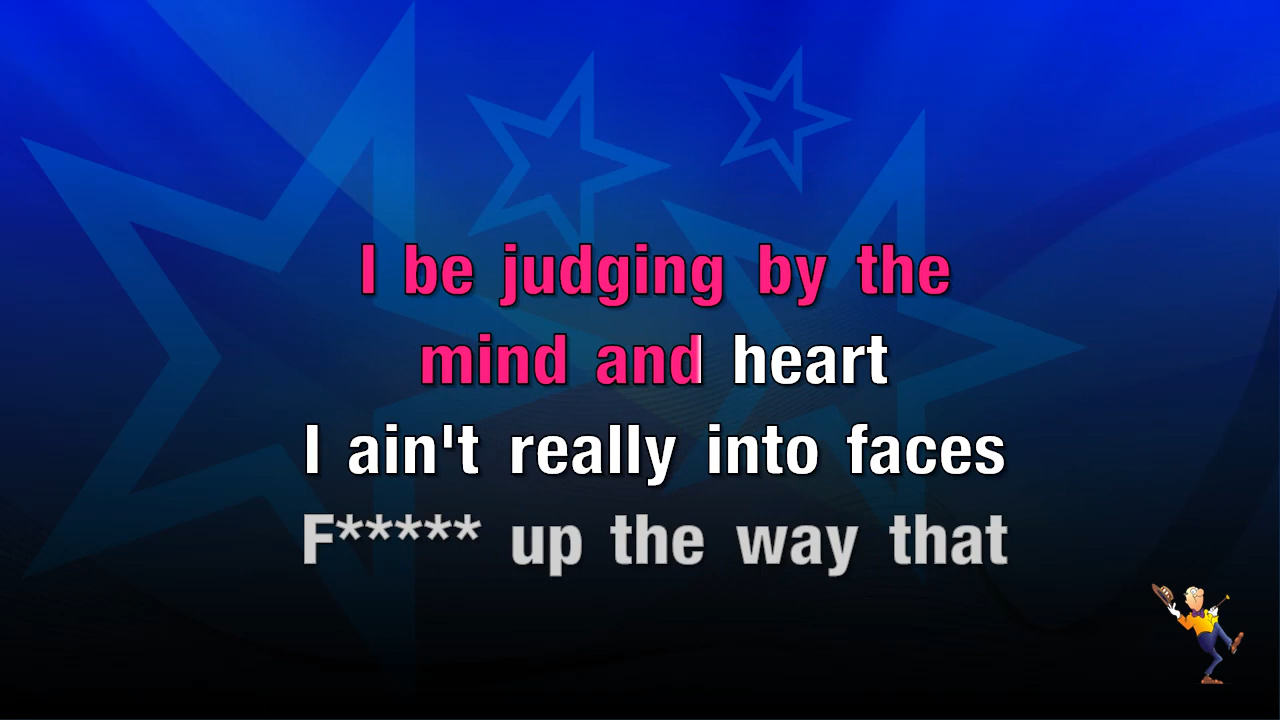 I be judging by the
mind and heart
I ain't really into faces
F***** up the way that